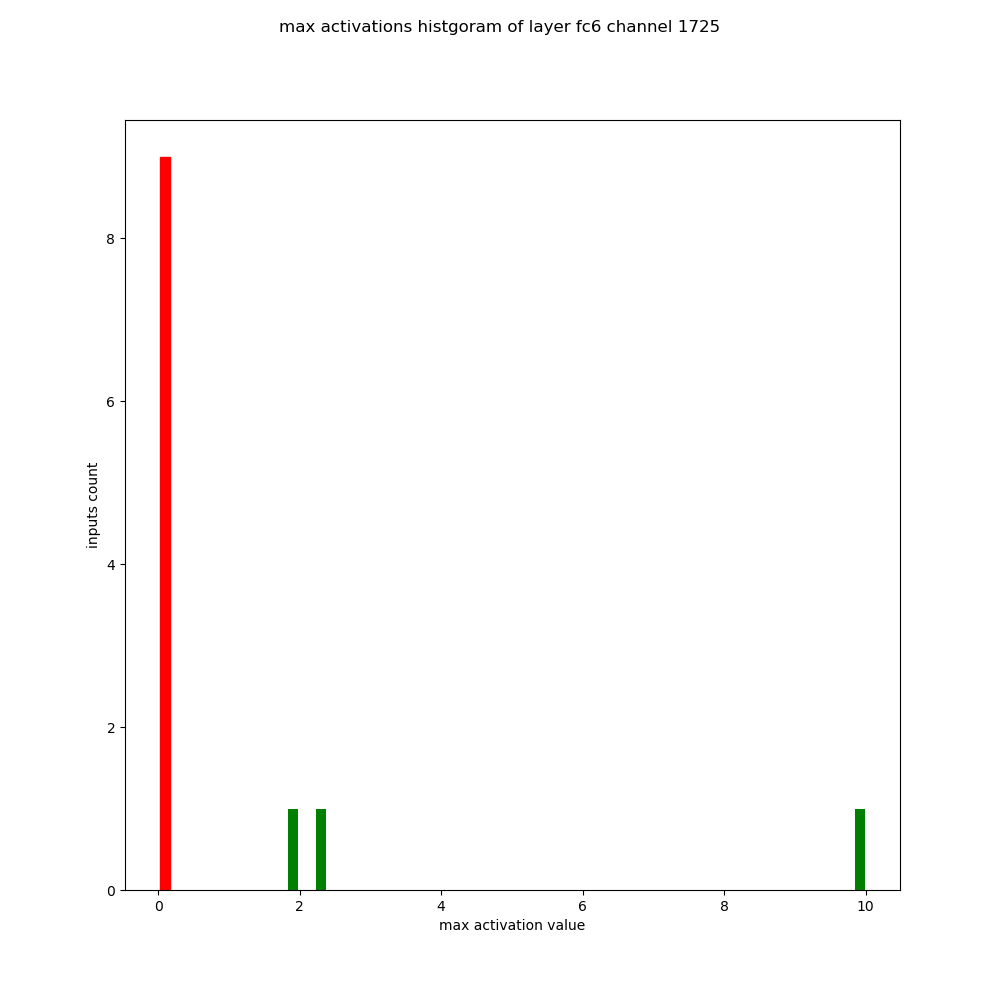 max activations histgoram of layer fc6 channel 1725
8
6
inputs count
4
2
0
0 2 4 6 8 10
max activation value